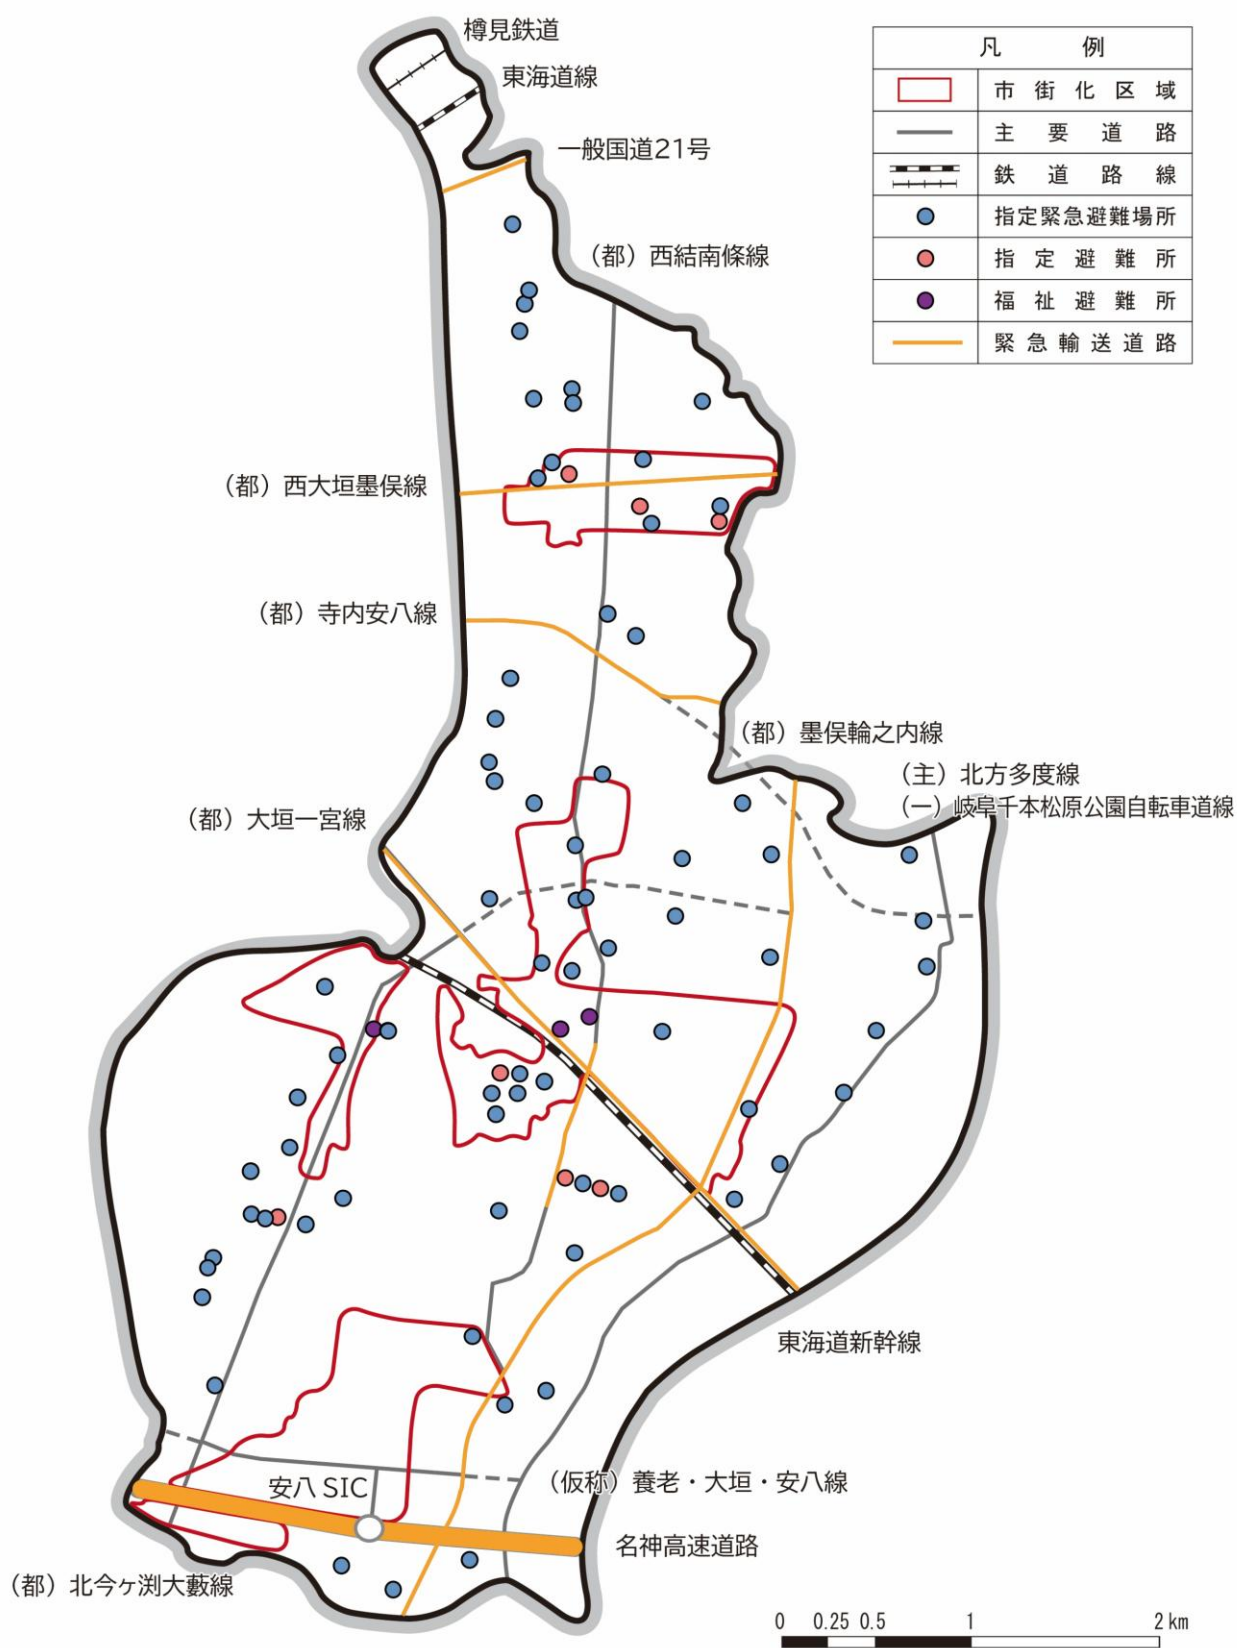 樽見鉄道
東海道線
一般国道21号
（都）西結南條線
凡例
市街化区域
主要道路
鉄道路線
指定緊急避難場所
指定避難所
福祉避難所
緊急輸送道路
（都）西大垣墨俣線
（都）寺内安八線
（都）墨俣輪之内線
（主）北方多度線
（一）岐阜千本松原公園自転車道線
（都）大垣一宮線
東海道新幹線
安八 SIC
（仮称）養老・大垣・安八線
名神高速道路
（都）北今ヶ渕大藪線
0 0.25 0.5 1 2 km